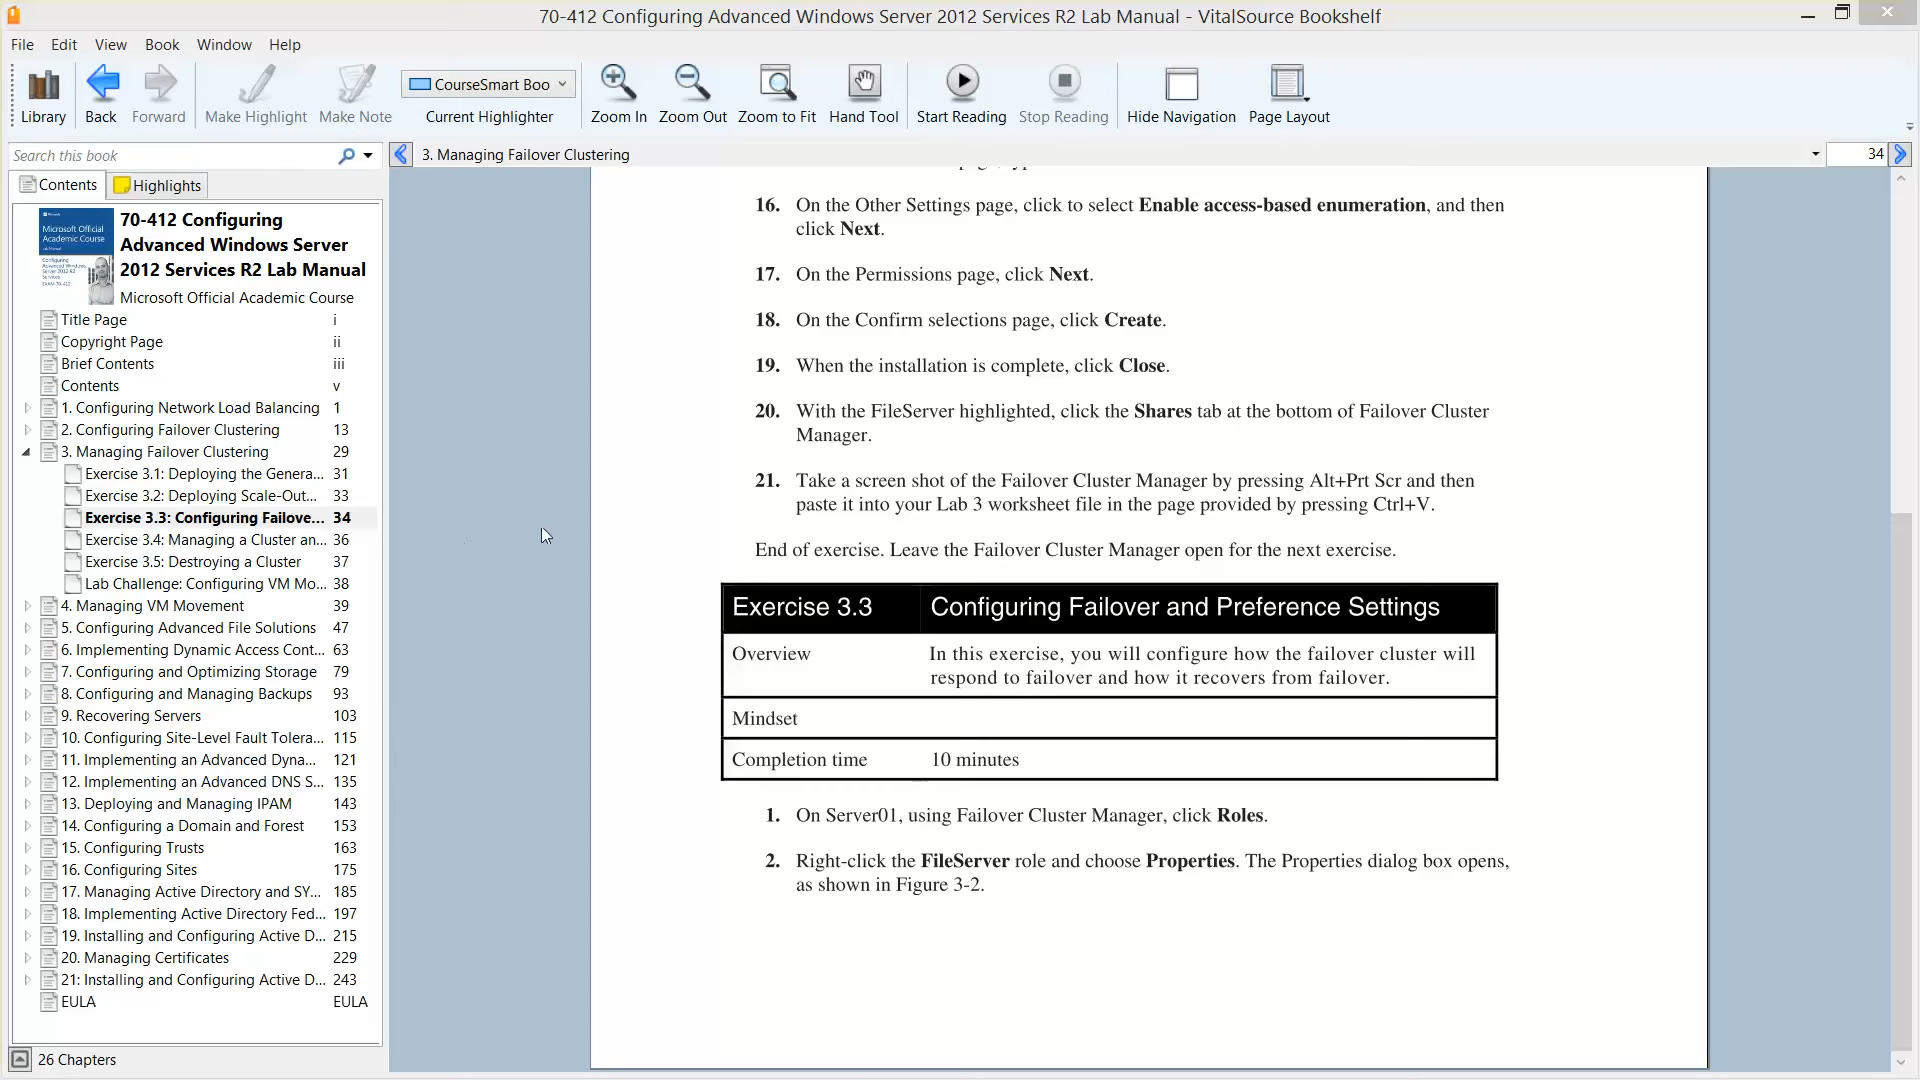 70-412 Configuring Advanced Windows Server 2012 Services R2 Lab Manual - VitalSource Bookshelf
File Edit View Book Window Help
Library Back Forward Make Highlight Make Note CourseSmart Boo Current Highlighter Zoom In Zoom Out Zoom to Fit Hand Tool Start Reading Stop Reading Hide Navigation Page Layout
Search this book
3. Managing Failover Clustering 34
Contents Highlights
Microsoft Official
Academic Course
70-412 Configuring
Advanced Windows Server
2012 Services R2 Lab Manual
Microsoft Official Academic Course
Title Page i
Copyright Page ii
Brief Contents iii
Contents v
1. Configuring Network Load Balancing 1
2. Configuring Failover Clustering 13
3. Managing Failover Clustering 29
Exercise 3.1: Deploying the Genera... 31
Exercise 3.2: Deploying Scale-Out... 33
Exercise 3.3: Configuring Failove... 34
Exercise 3.4: Managing a Cluster an... 36
Exercise 3.5: Destroying a Cluster 37
Lab Challenge: Configuring VM Mo... 38
4. Managing VM Movement 39
5. Configuring Advanced File Solutions 47
6. Implementing Dynamic Access Cont... 63
7. Configuring and Optimizing Storage 79
8. Configuring and Managing Backups 93
9. Recovering Servers 103
10. Configuring Site-Level Fault Tolera... 115
11. Implementing an Advanced Dyna... 121
12. Implementing an Advanced DNS S... 135
13. Deploying and Managing IPAM 143
14. Configuring a Domain and Forest 153
15. Configuring Trusts 163
16. Configuring Sites 175
17. Managing Active Directory and SY... 185
18. Implementing Active Directory Fed... 197
19. Installing and Configuring Active D... 215
20. Managing Certificates 229
21: Installing and Configuring Active D... 243
EULA EULA
26 Chapters
16. On the Other Settings page, click to select Enable access-based enumeration, and then
click Next.
17. On the Permissions page, click Next.
18. On the Confirm selections page, click Create.
19. When the installation is complete, click Close.
20. With the FileServer highlighted, click the Shares tab at the bottom of Failover Cluster
Manager.
21. Take a screen shot of the Failover Cluster Manager by pressing Alt+Prt Scr and then
paste it into your Lab 3 worksheet file in the page provided by pressing Ctrl+V.
End of exercise. Leave the Failover Cluster Manager open for the next exercise.
Exercise 3.3 Configuring Failover and Preference Settings
Overview In this exercise, you will configure how the failover cluster will
respond to failover and how it recovers from failover.
Mindset
Completion time 10 minutes
1. On Server01, using Failover Cluster Manager, click Roles.
2. Right-click the FileServer role and choose Properties. The Properties dialog box opens,
as shown in Figure 3-2.